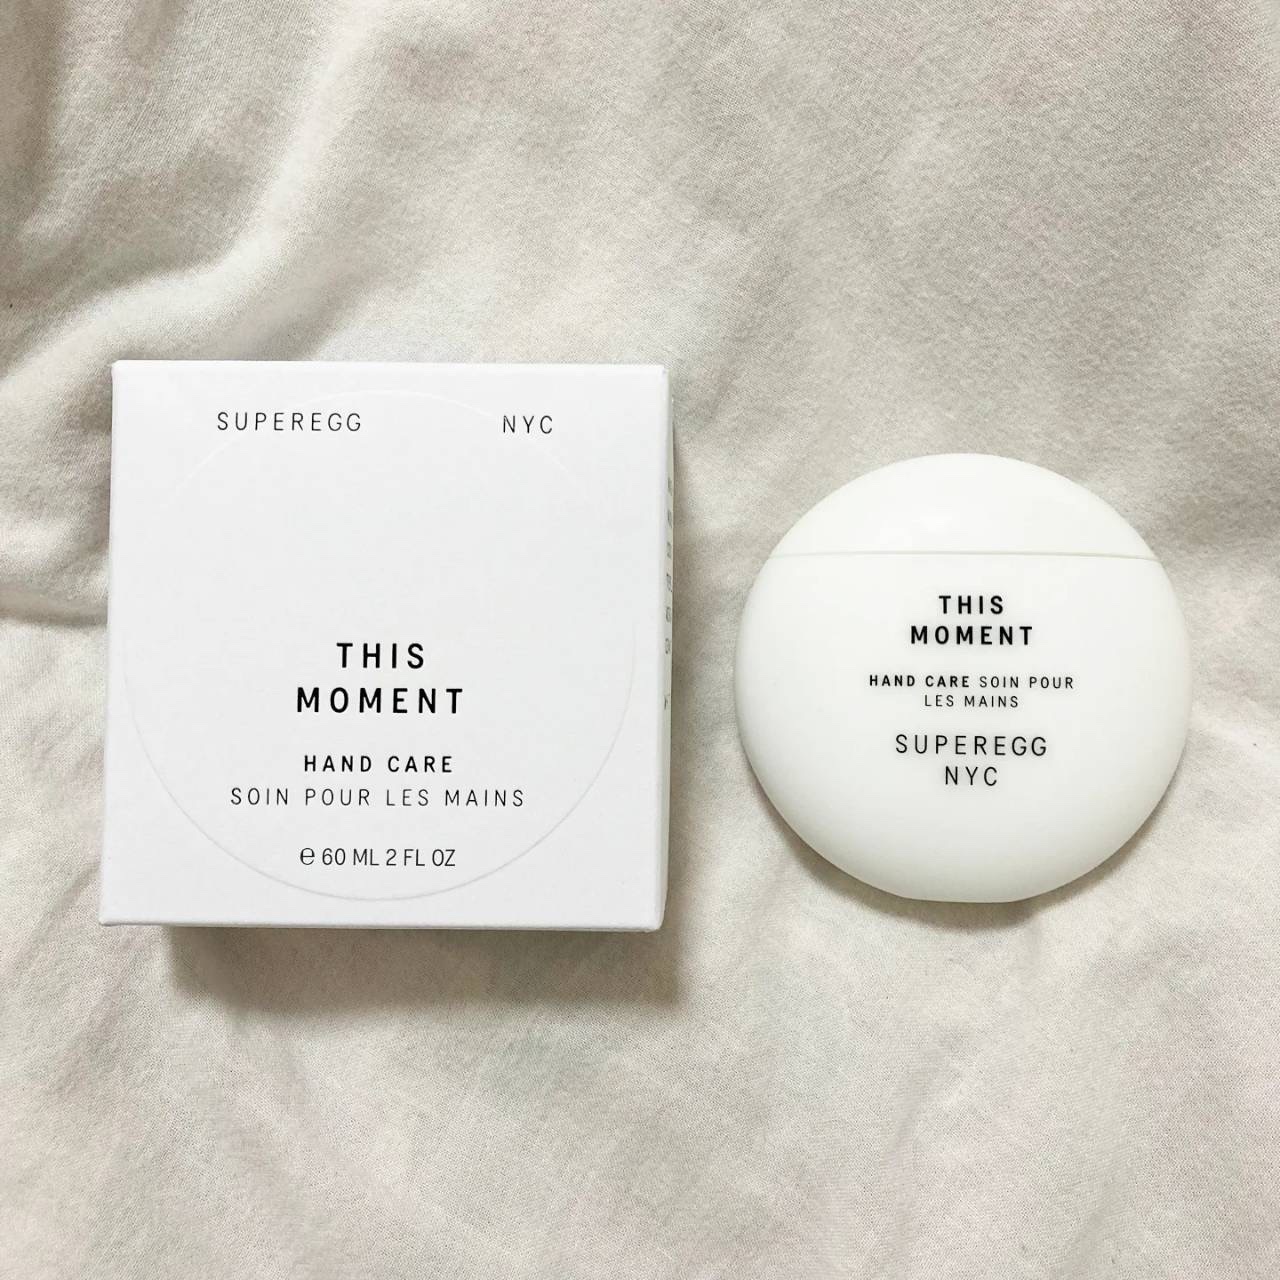 SUPEREGG NYC
THIS
MOMENT
HAND CARE
SOIN POUR LES MAINS
℮ 60 ML 2 FL OZ
THIS
MOMENT
HAND CARE SOIN POUR
LES MAINS
SUPEREGG
NYC